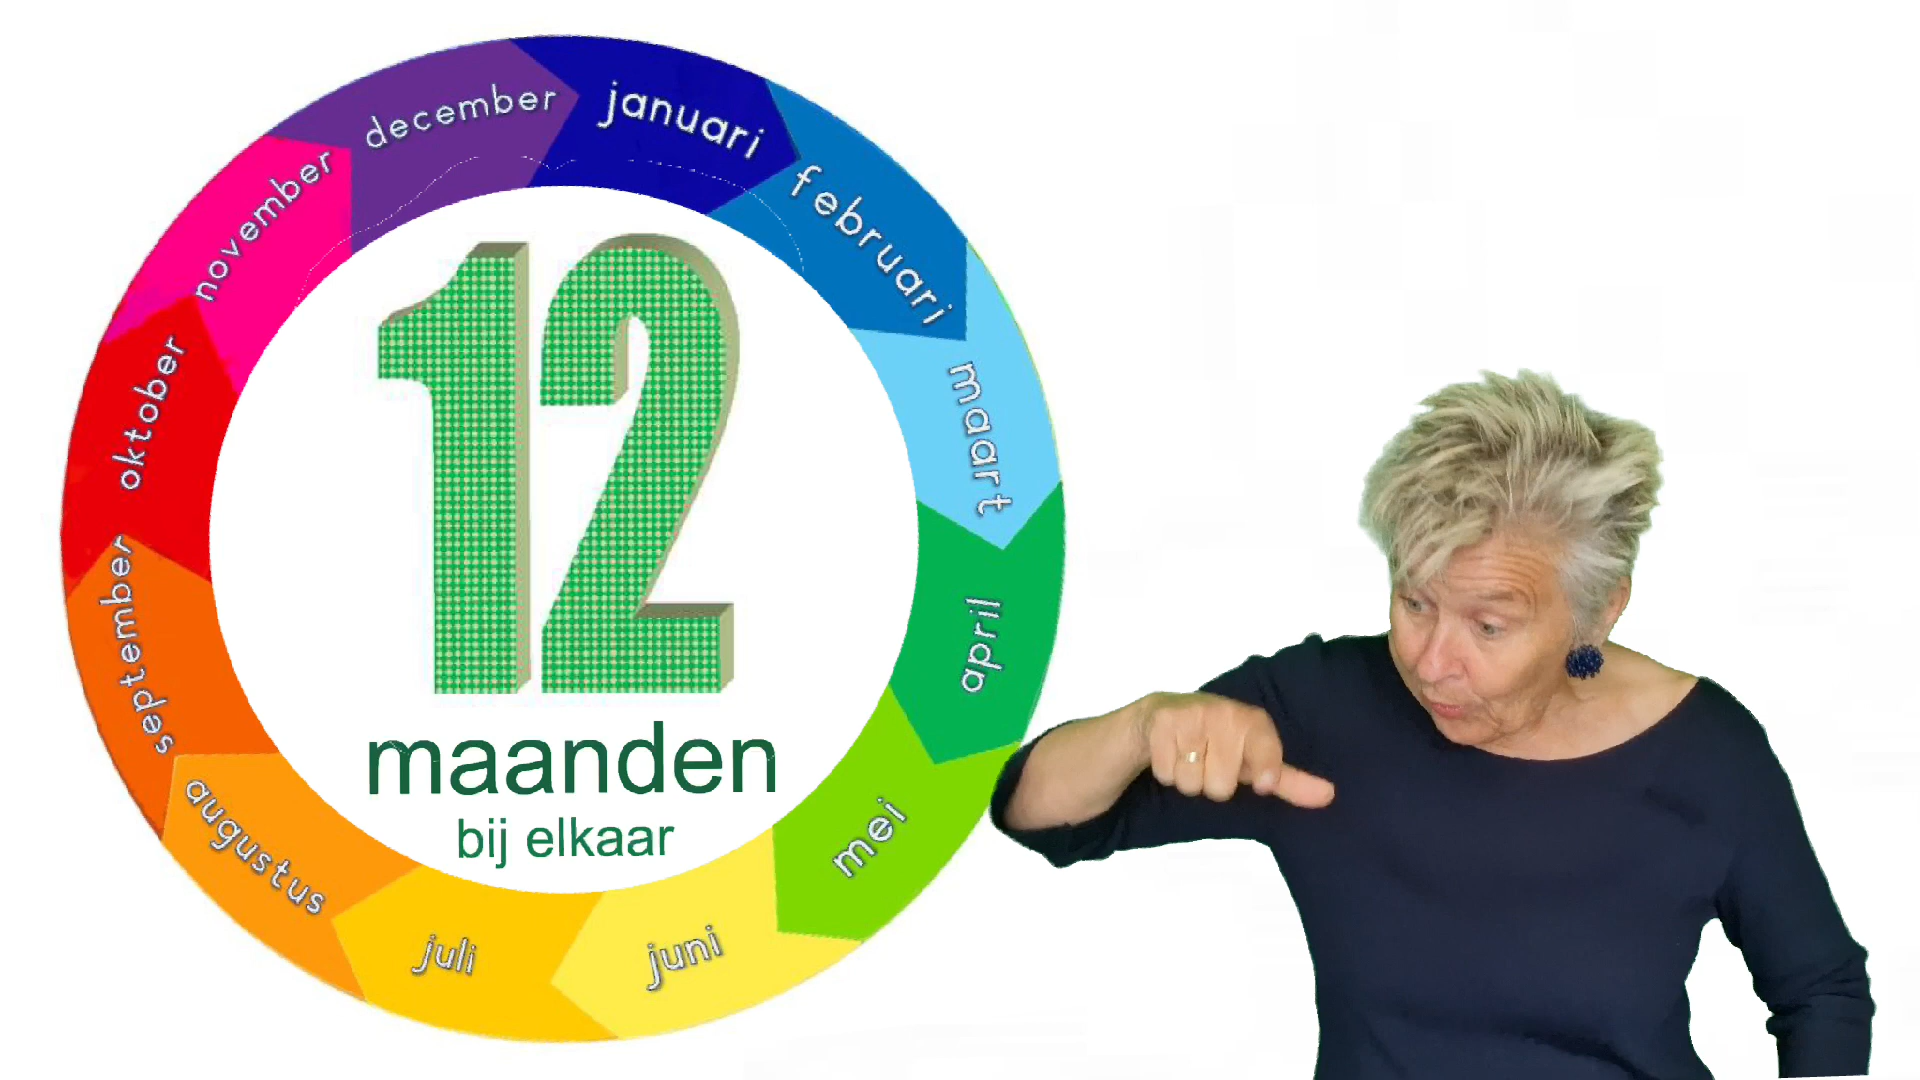 januari
februari
maart
april
mei
juni
juli
augustus
september
oktober
november
december
12
maanden
bij elkaar